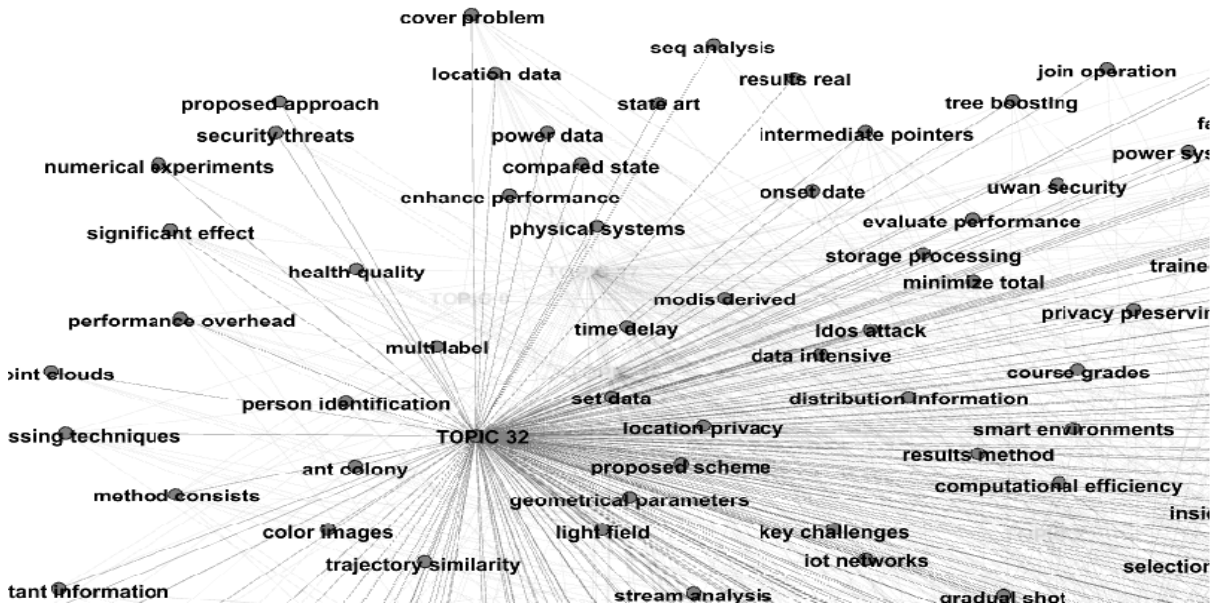 cover problem
seq analysis
location data
results real
join operation
proposed approach
state art
tree boosting
security threats
power data
intermediate pointers
fa
numerical experiments
compared state
power sys
enhance performance
onset date
uwan security
significant effect
physical systems
evaluate performance
health quality
storage processing
traine
minimize total
modis derived
performance overhead
time delay
ldos attack
privacy preservin
multi label
data intensive
oint clouds
course grades
person identification
set data
distribution information
ssing techniques
TOPIC 32
location privacy
smart environments
ant colony
proposed scheme
results method
method consists
geometrical parameters
computational efficiency
color images
light field
key challenges
insi
trajectory similarity
iot networks
selection
tant information
stream analysis
gradual shot